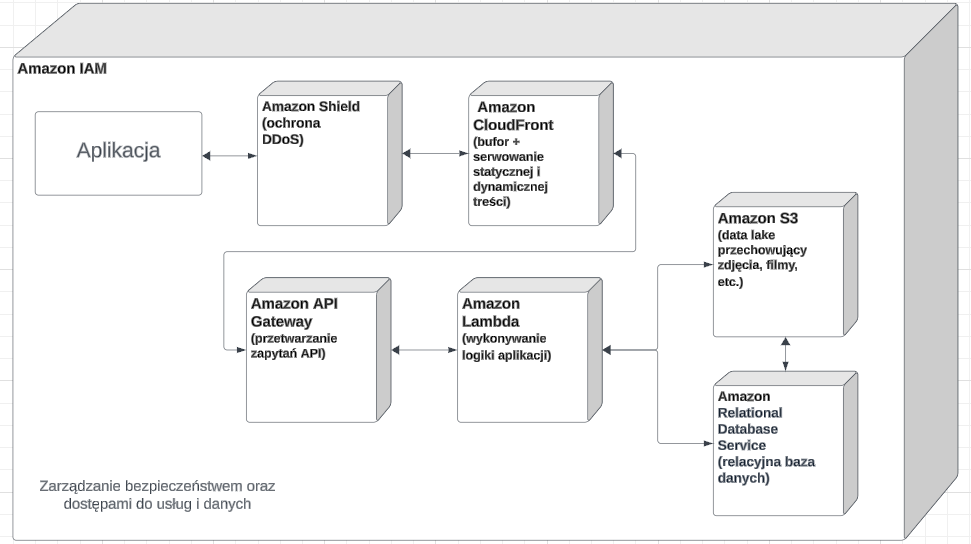 Amazon IAM
Aplikacja
Amazon Shield
(ochrona
DDoS)
Amazon
CloudFront
(bufor +
serwowanie
statycznej i
dynamicznej
treści)
Amazon API
Gateway
(przetwarzanie
zapytań API)
Amazon
Lambda
(wykonywanie
logiki aplikacji)
Amazon S3
(data lake
przechowujący
zdjęcia, filmy,
etc.)
Amazon
Relational
Database
Service
(relacyjna baza
danych)
Zarządzanie bezpieczeństwem oraz
dostępami do usług i danych